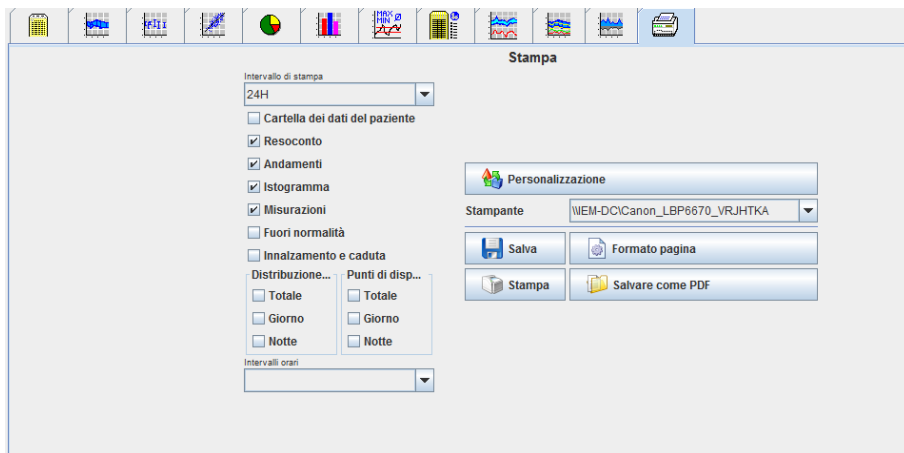 MAX Ø
MIN
Stampa
Intervallo di stampa
24H
Cartella dei dati del paziente
Resoconto
Andamenti
Istogramma
Misurazioni
Fuori normalità
Innalzamento e caduta
Distribuzione... Punti di disp...
Totale Totale
Giorno Giorno
Notte Notte
Intervalli orari
Personalizzazione
Stampante \\IEM-DC\Canon_LBP6670_VRJHTKA
Salva Formato pagina
Stampa Salvare come PDF